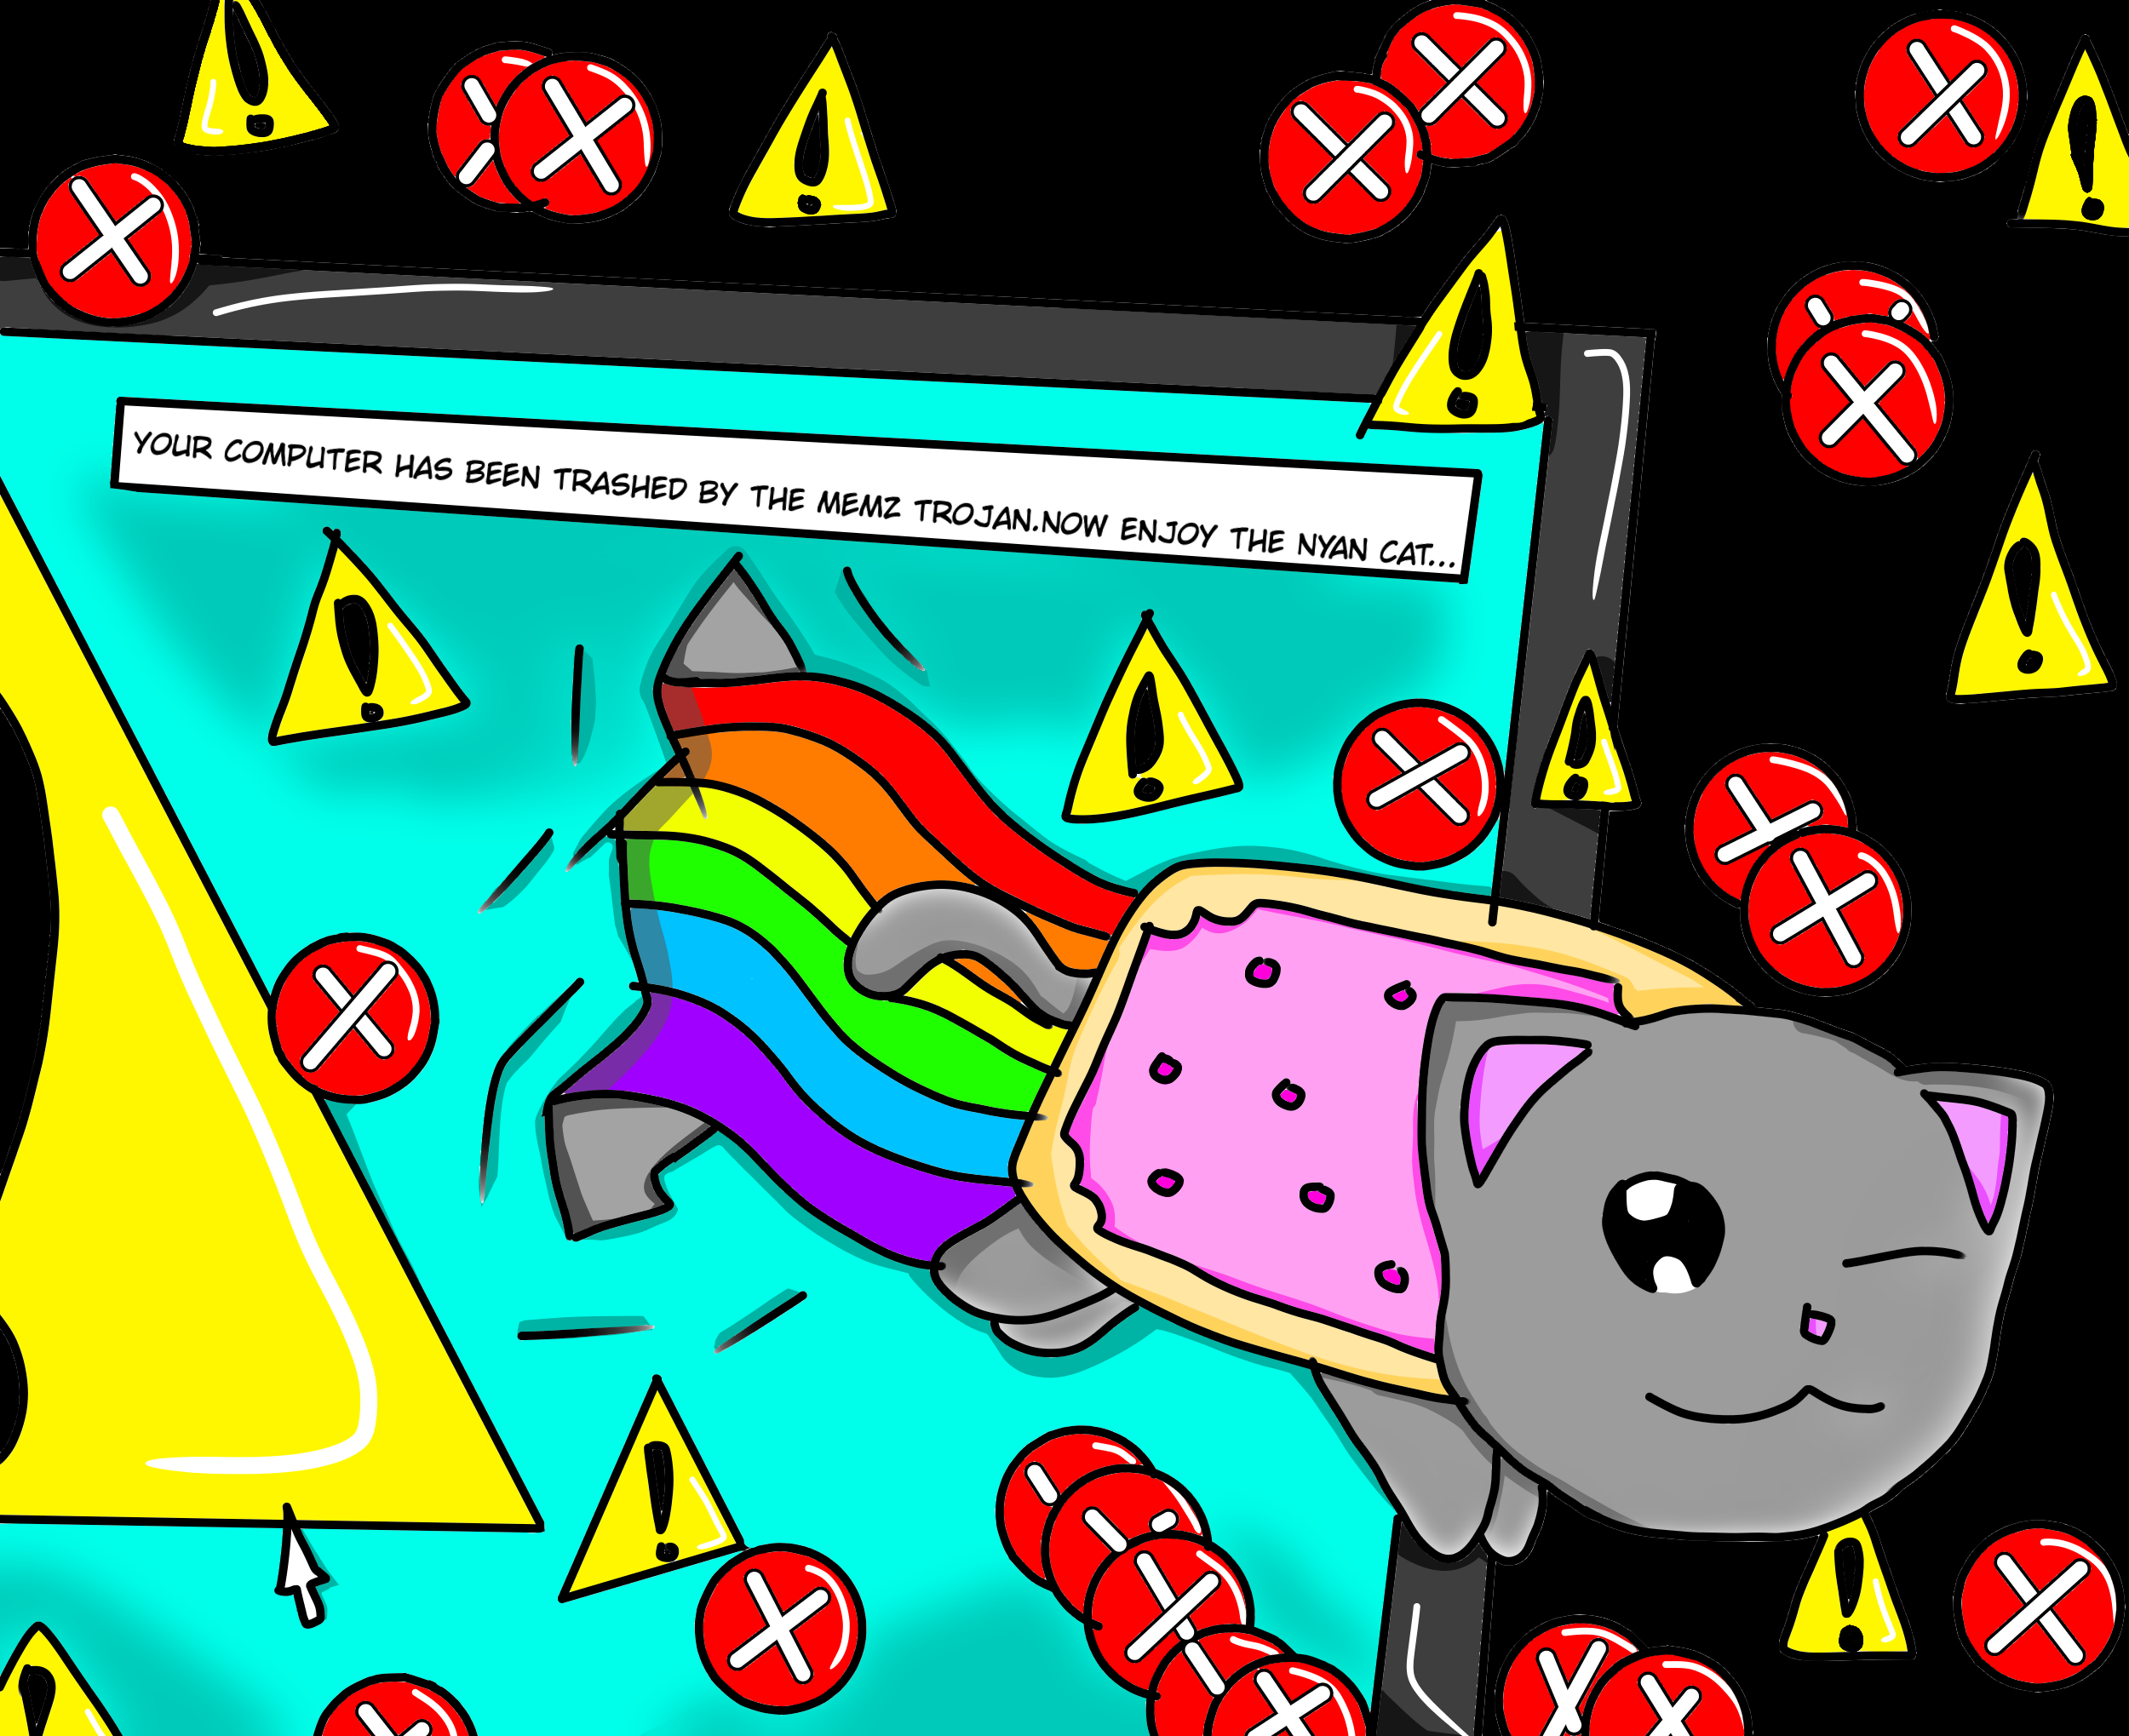 YOUR COMPUTER HAS BEEN TRASHED BY THE MEMZ TROJAN.NOW ENJOY THE NYAN CAT...